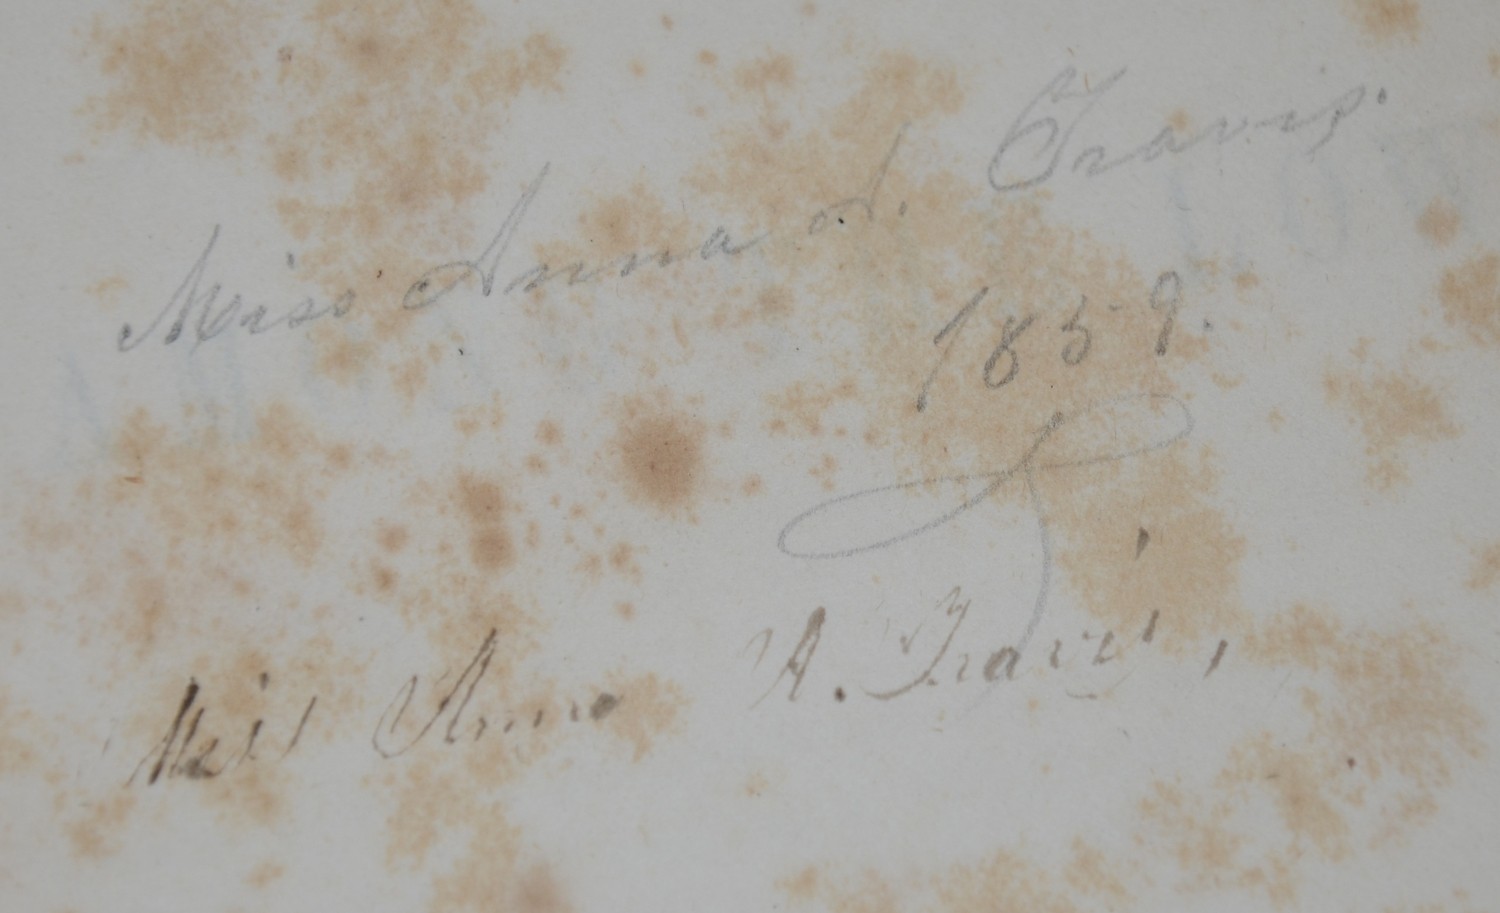 Miss Anna A. Travis.
1859.
Miss Anna A. Travis,